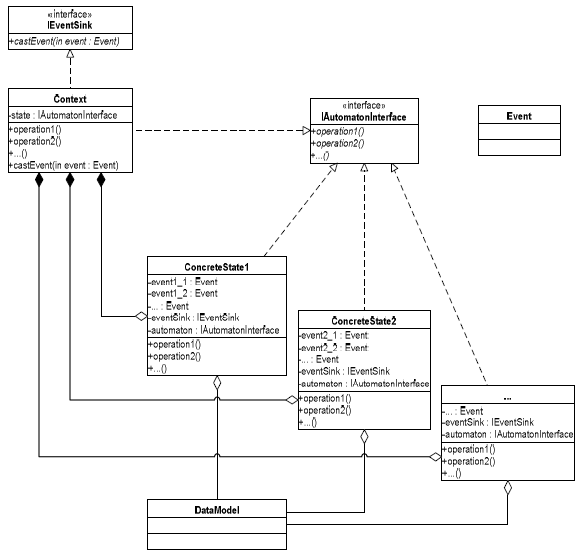 «interface»
IEventSink
+castEvent(in event : Event)
Context
-state : IAutomatonInterface
+operation1()
+operation2()
+...()
+castEvent(in event : Event)
«interface»
IAutomatonInterface
+operation1()
+operation2()
+...()
Event
ConcreteState1
-event1_1 : Event
-event1_2 : Event
-... : Event
-eventSink : IEventSink
-automaton : IAutomatonInterface
+operation1()
+operation2()
+...()
ConcreteState2
-event2_1 : Event
-event2_2 : Event
-... : Event
-eventSink : IEventSink
-automaton : IAutomatonInterface
+operation1()
+operation2()
+...()
...
-... : Event
-eventSink : IEventSink
-automaton : IAutomatonInterface
+operation1()
+operation2()
+...()
DataModel